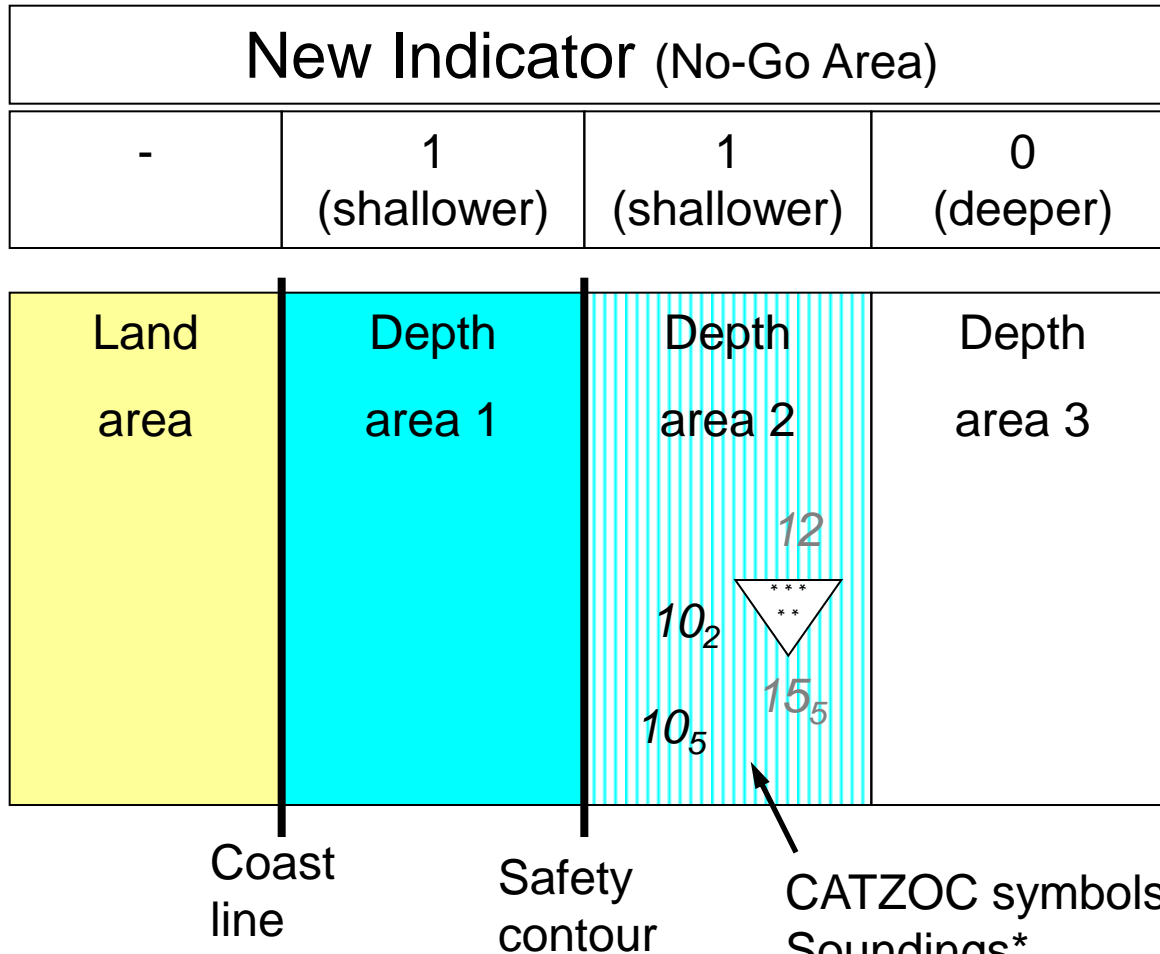 New Indicator (No-Go Area)
- 1 1 0
(shallower) (shallower) (deeper)
Land Depth Depth Depth
area area 1 area 2 area 3
12
* * *
* *
10₂
15₅
10₅
Coast
line
Safety
contour
CATZOC symbols
Soundings*